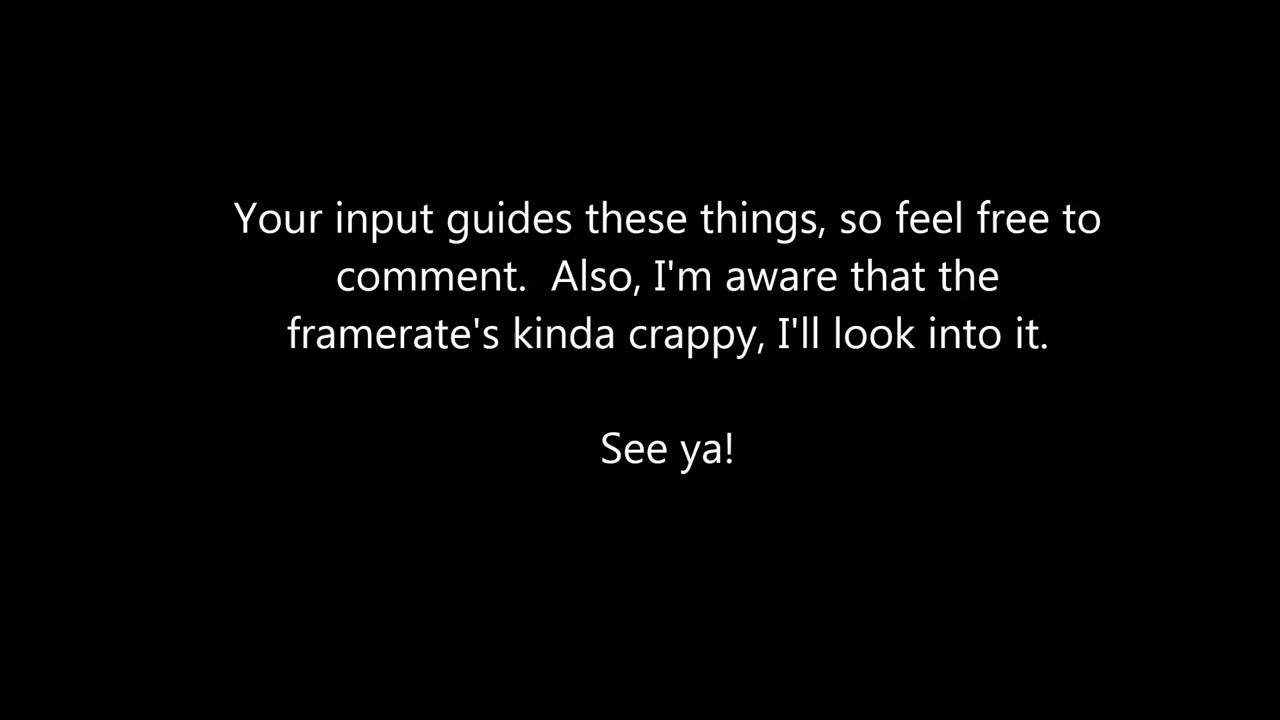 Your input guides these things, so feel free to
comment.  Also, I'm aware that the
framerate's kinda crappy, I'll look into it.
See ya!